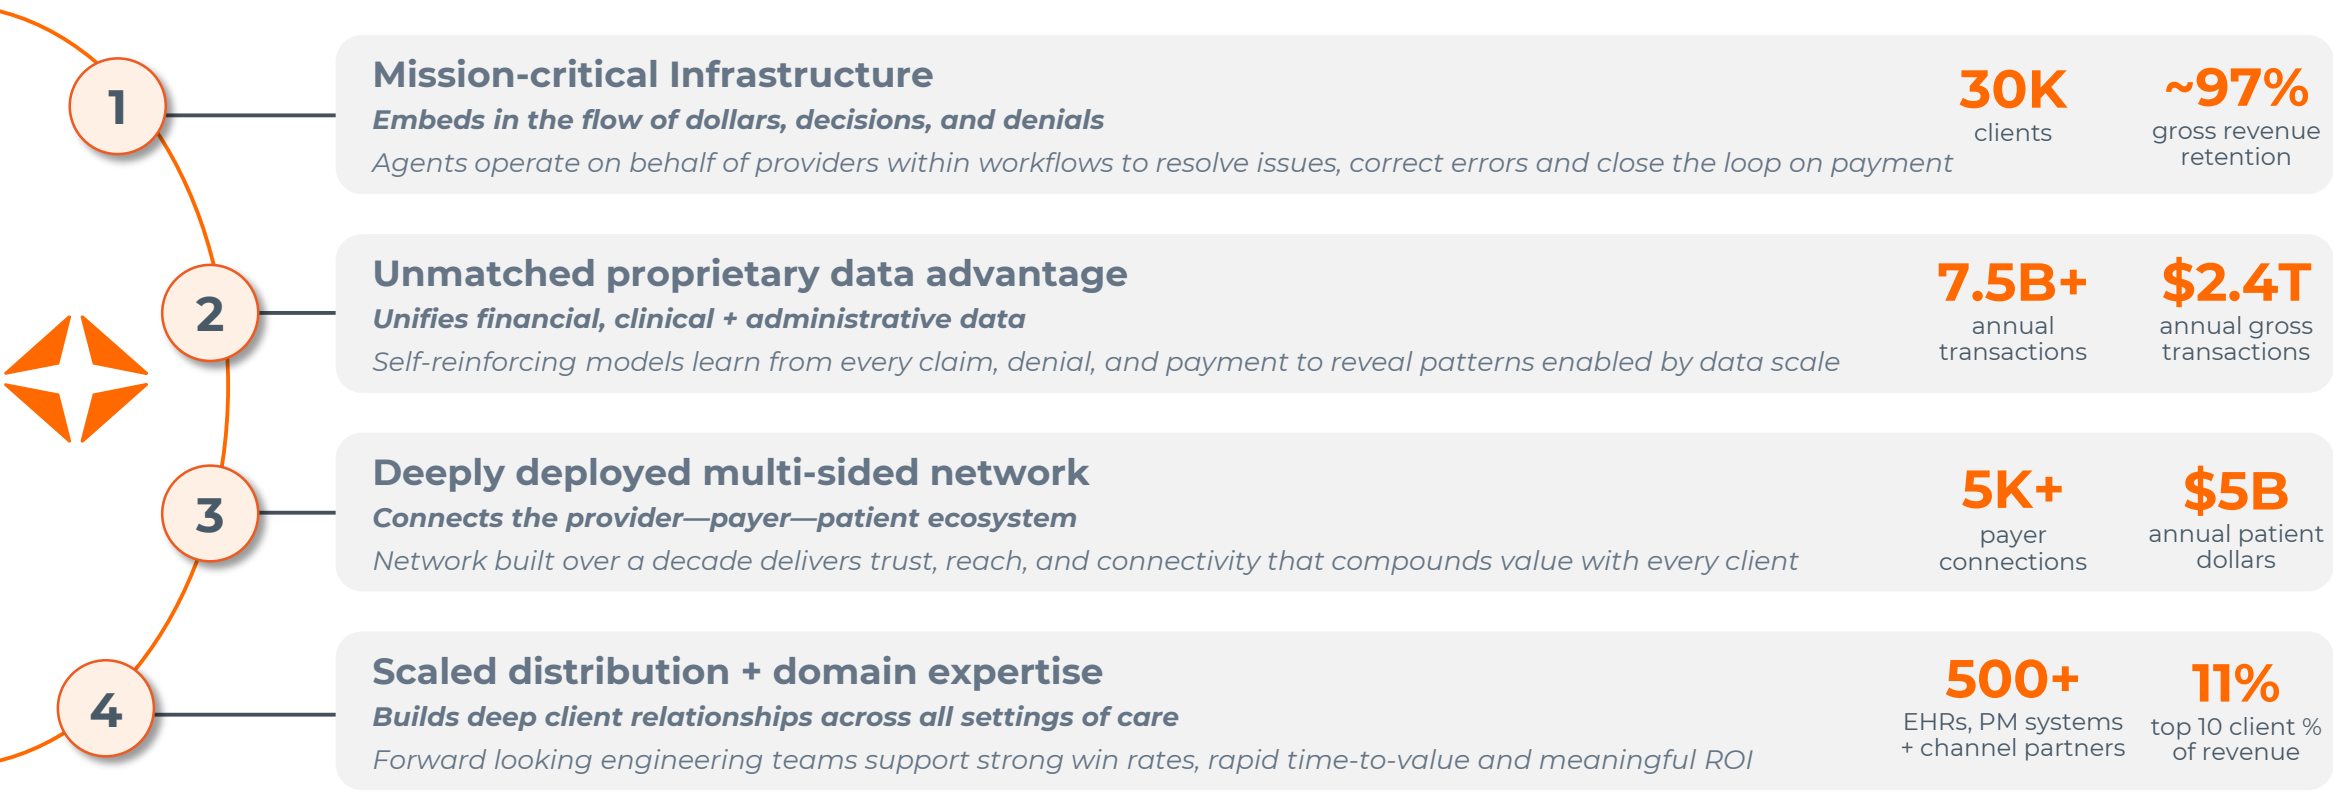 1
Mission-critical Infrastructure
Embeds in the flow of dollars, decisions, and denials
Agents operate on behalf of providers within workflows to resolve issues, correct errors and close the loop on payment
30K
clients
~97%
gross revenue
retention
2
Unmatched proprietary data advantage
Unifies financial, clinical + administrative data
Self-reinforcing models learn from every claim, denial, and payment to reveal patterns enabled by data scale
7.5B+
annual
transactions
$2.4T
annual gross
transactions
3
Deeply deployed multi-sided network
Connects the provider—payer—patient ecosystem
Network built over a decade delivers trust, reach, and connectivity that compounds value with every client
5K+
payer
connections
$5B
annual patient
dollars
4
Scaled distribution + domain expertise
Builds deep client relationships across all settings of care
Forward looking engineering teams support strong win rates, rapid time-to-value and meaningful ROI
500+
EHRs, PM systems
+ channel partners
11%
top 10 client %
of revenue